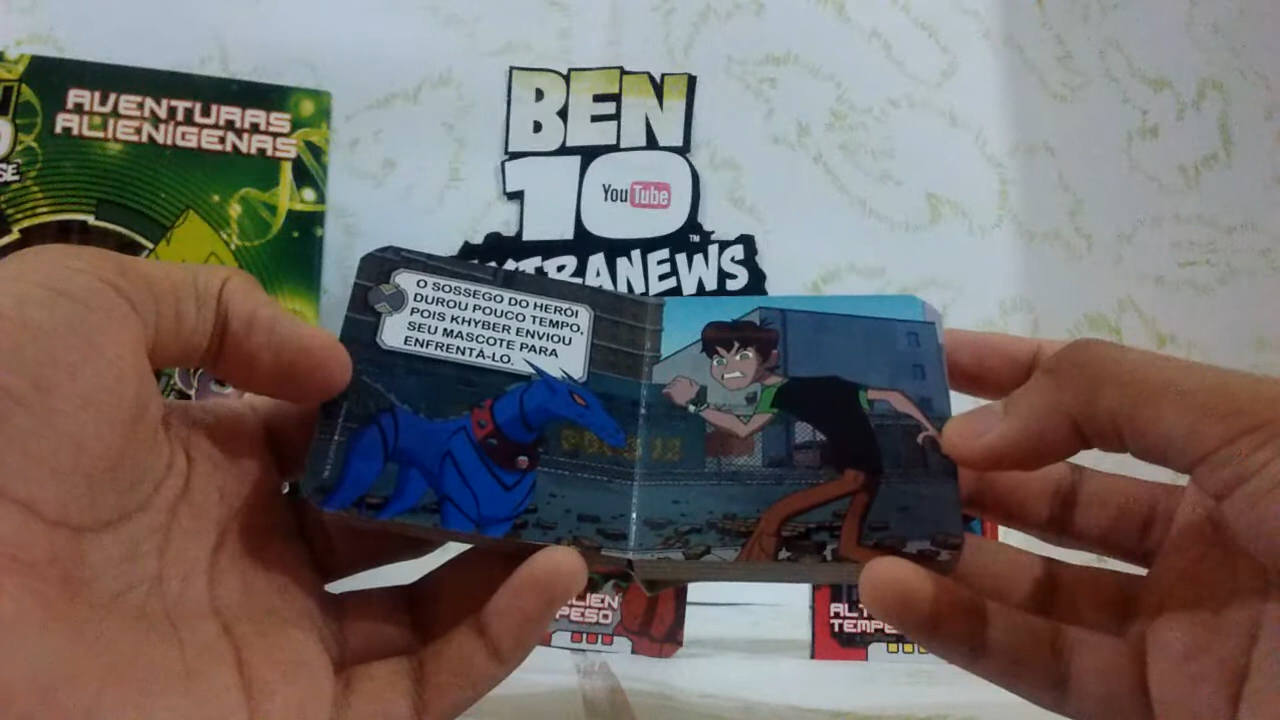 AVENTURAS
ALIENÍGENAS
BEN
10
YouTube
™
O SOSSEGO DO HERÓI
DUROU POUCO TEMPO,
POIS KHYBER ENVIOU
SEU MASCOTE PARA
ENFRENTÁ-LO.